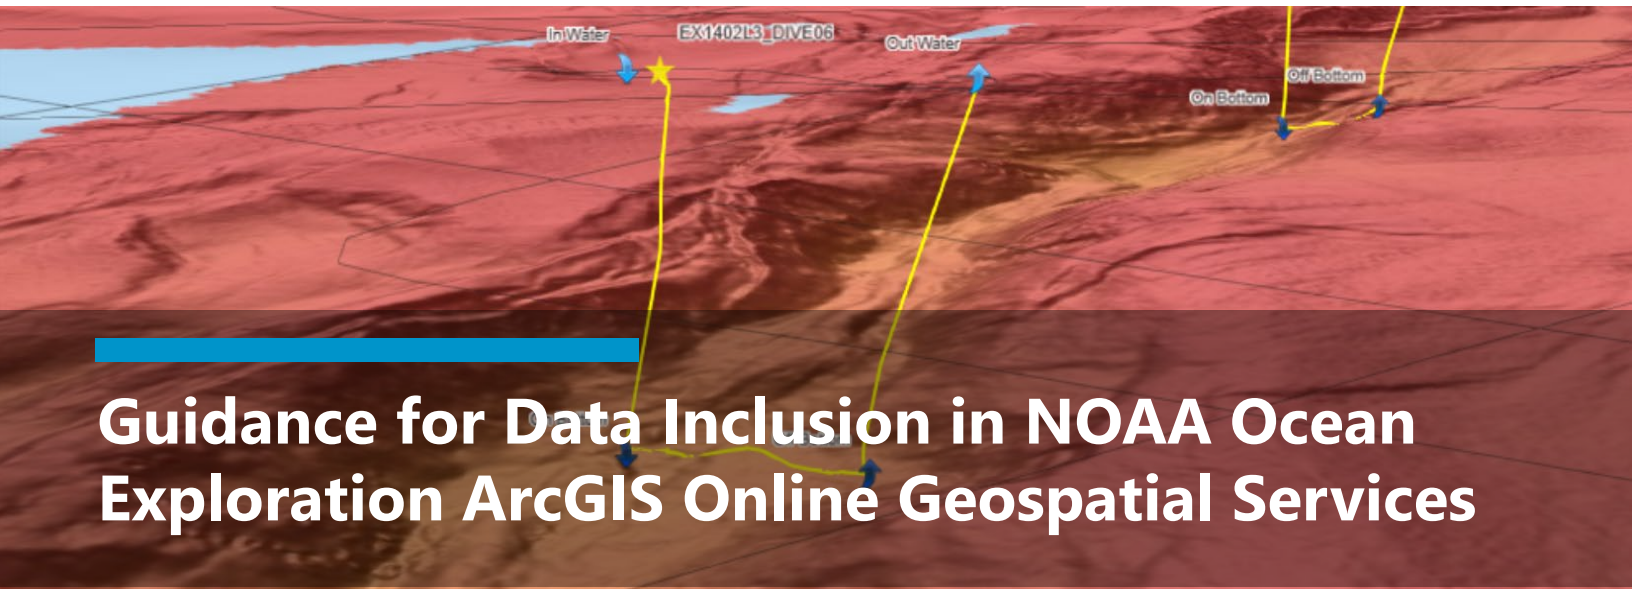 In Water
EX1402L3_DIVE06
Out Water
Off Bottom
On Bottom
Guidance for Data Inclusion in NOAA Ocean
Exploration ArcGIS Online Geospatial Services